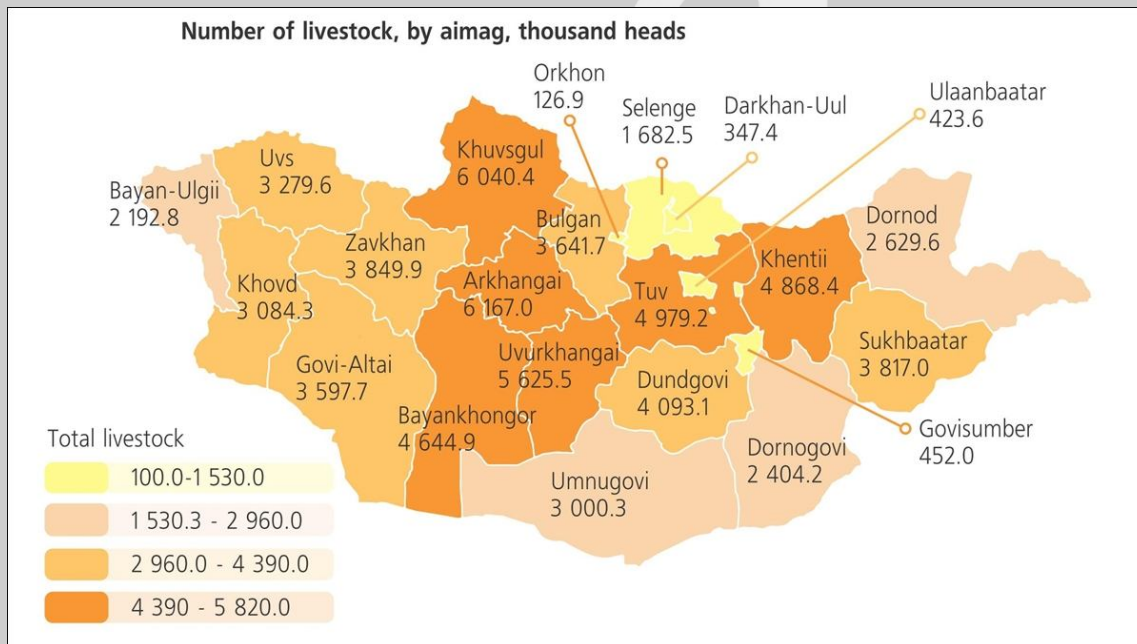 Number of livestock, by aimag, thousand heads
Orkhon
126.9
Selenge
1 682.5
Darkhan-Uul
347.4
Ulaanbaatar
423.6
Uvs
3 279.6
Khuvsgul
6 040.4
Bayan-Ulgii
2 192.8
Bulgan
3 641.7
Dornod
2 629.6
Zavkhan
3 849.9
Khentii
4 868.4
Khovd
3 084.3
Arkhangai
6 167.0
Tuv
4 979.2
Sukhbaatar
3 817.0
Govi-Altai
3 597.7
Uvurkhangai
5 625.5
Dundgovi
4 093.1
Bayankhongor
4 644.9
Govisumber
452.0
Dornogovi
2 404.2
Umnugovi
3 000.3
Total livestock
100.0-1 530.0
1 530.3 - 2 960.0
2 960.0 - 4 390.0
4 390 - 5 820.0